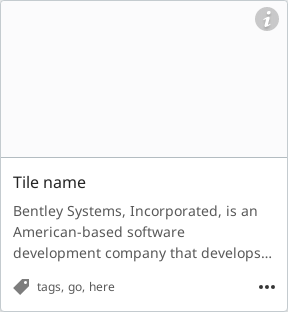 Tile name
Bentley Systems, Incorporated, is an
American-based software
development company that develops...
tags, go, here